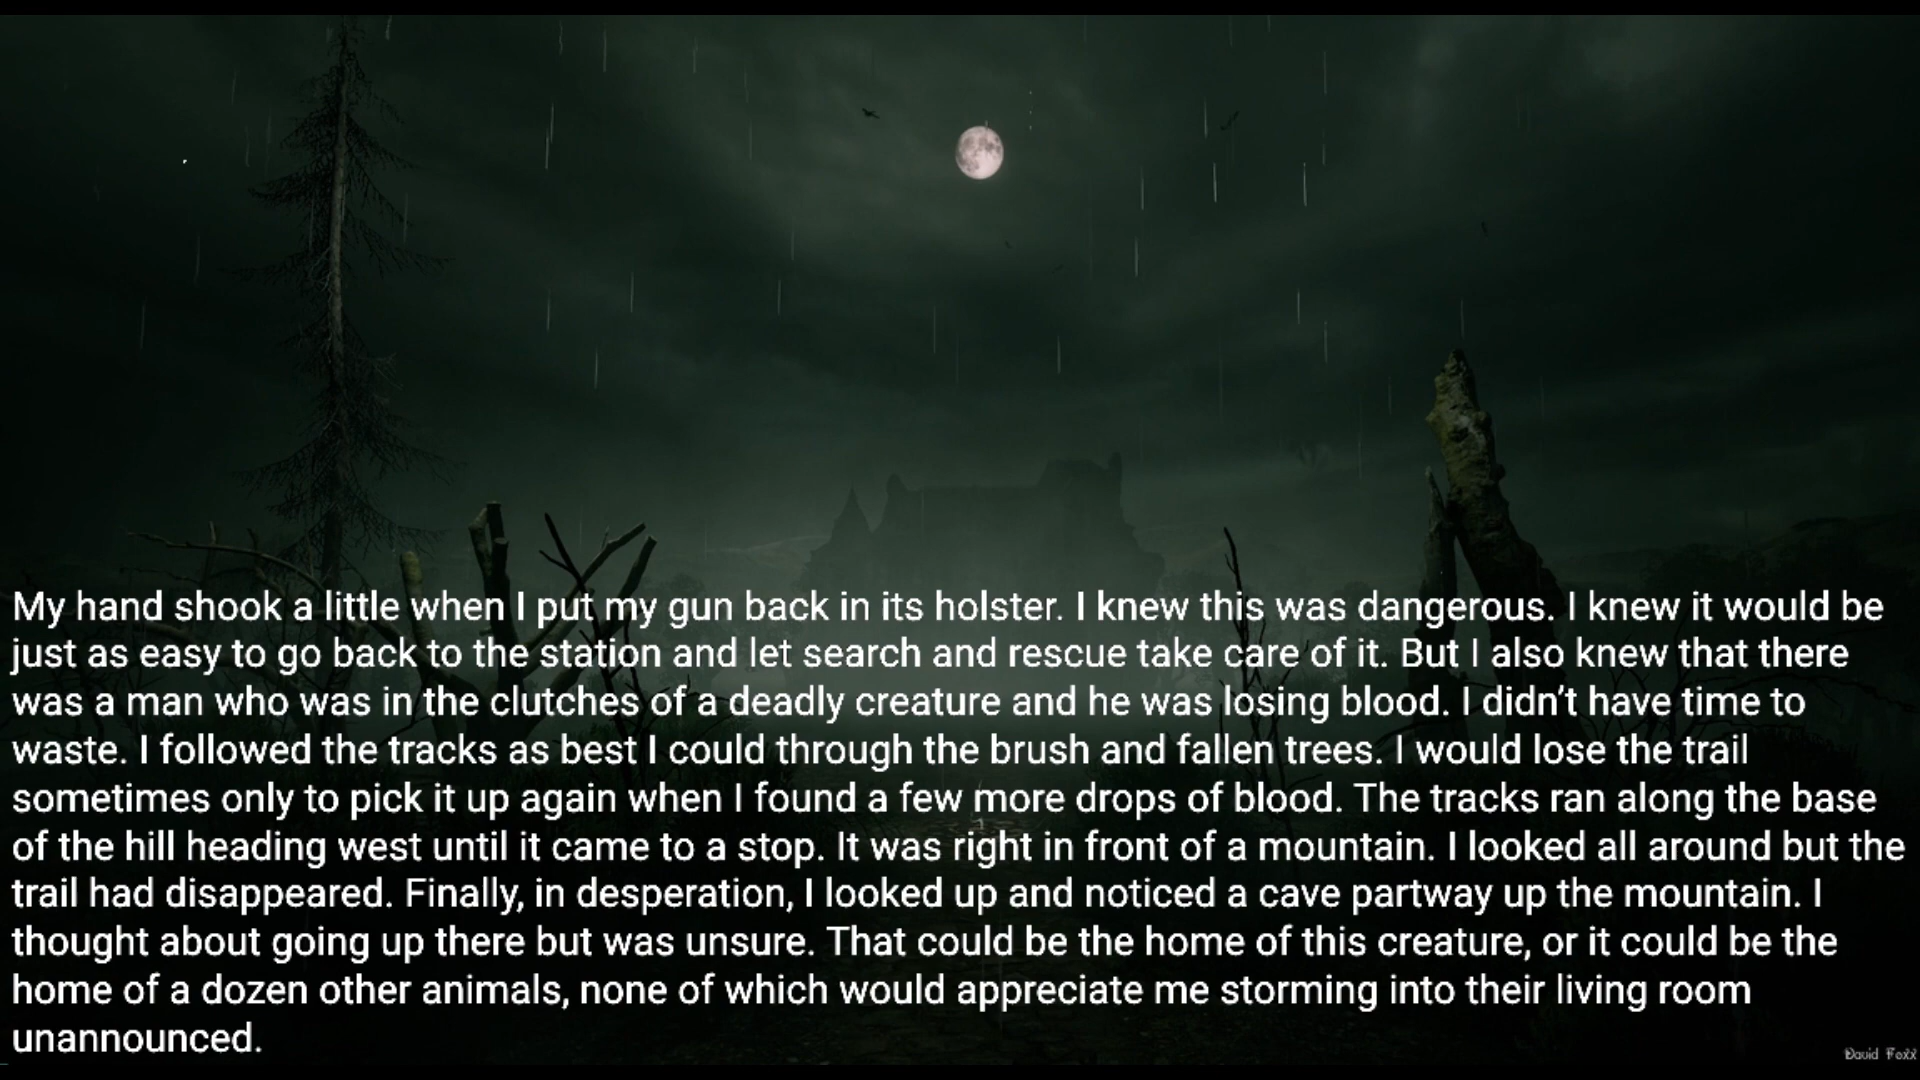 My hand shook a little when I put my gun back in its holster. I knew this was dangerous. I knew it would be
just as easy to go back to the station and let search and rescue take care of it. But I also knew that there
was a man who was in the clutches of a deadly creature and he was losing blood. I didn’t have time to
waste. I followed the tracks as best I could through the brush and fallen trees. I would lose the trail
sometimes only to pick it up again when I found a few more drops of blood. The tracks ran along the base
of the hill heading west until it came to a stop. It was right in front of a mountain. I looked all around but the
trail had disappeared. Finally, in desperation, I looked up and noticed a cave partway up the mountain. I
thought about going up there but was unsure. That could be the home of this creature, or it could be the
home of a dozen other animals, none of which would appreciate me storming into their living room
unannounced.
David Foxx